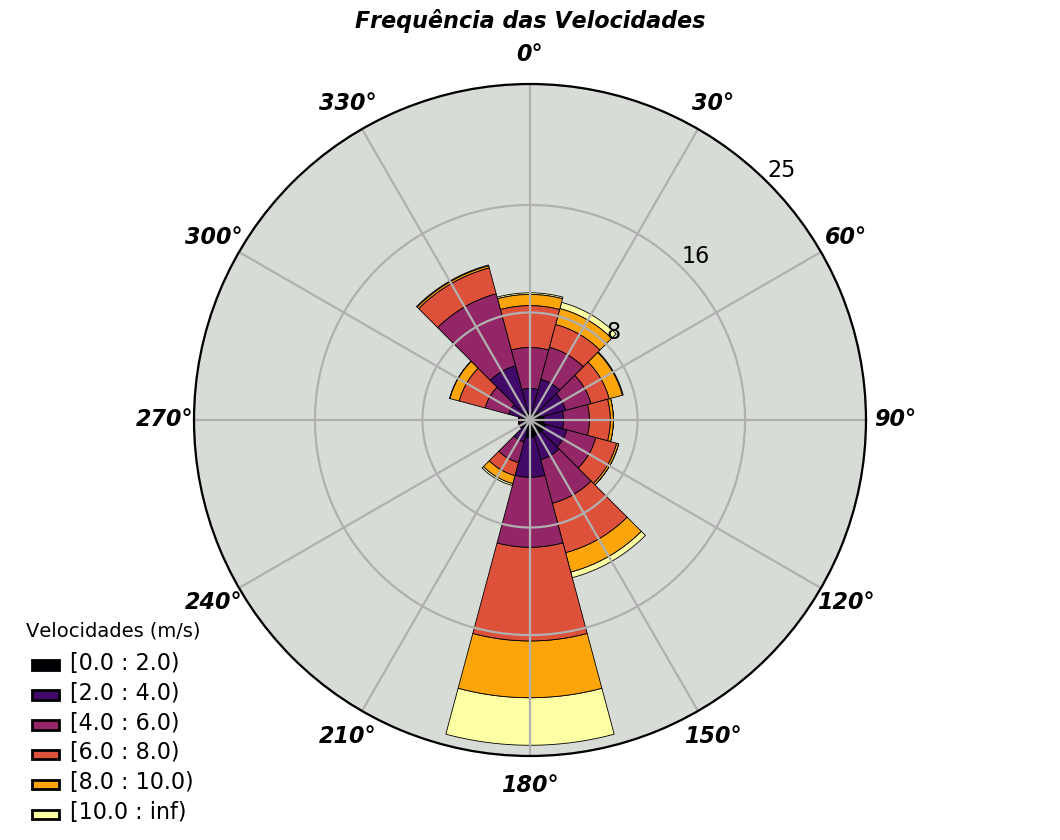 Frequência das Velocidades
0°
330°
30°
25
300°
60°
16
8
270°
90°
240°
120°
Velocidades (m/s)
[0.0 : 2.0)
[2.0 : 4.0)
[4.0 : 6.0)
[6.0 : 8.0)
[8.0 : 10.0)
[10.0 : inf)
210°
150°
180°